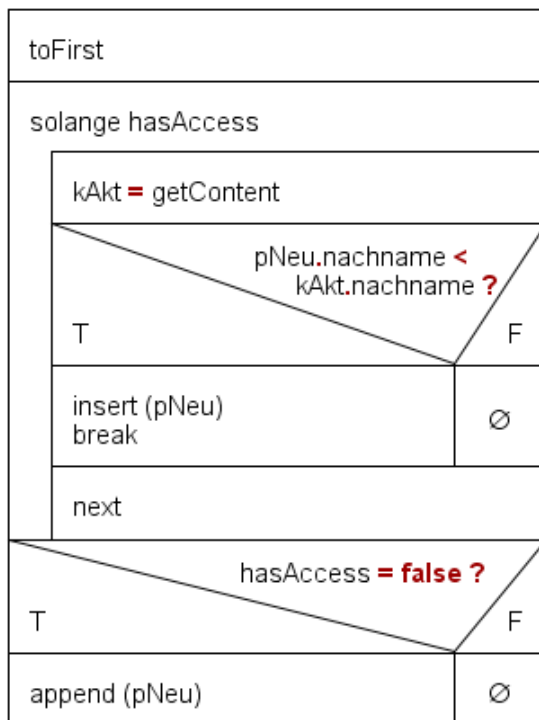 toFirst
solange hasAccess
kAkt = getContent
pNeu.nachname <
kAkt.nachname ?
T
F
insert (pNeu)
break
∅
next
hasAccess = false ?
T
F
append (pNeu)
∅